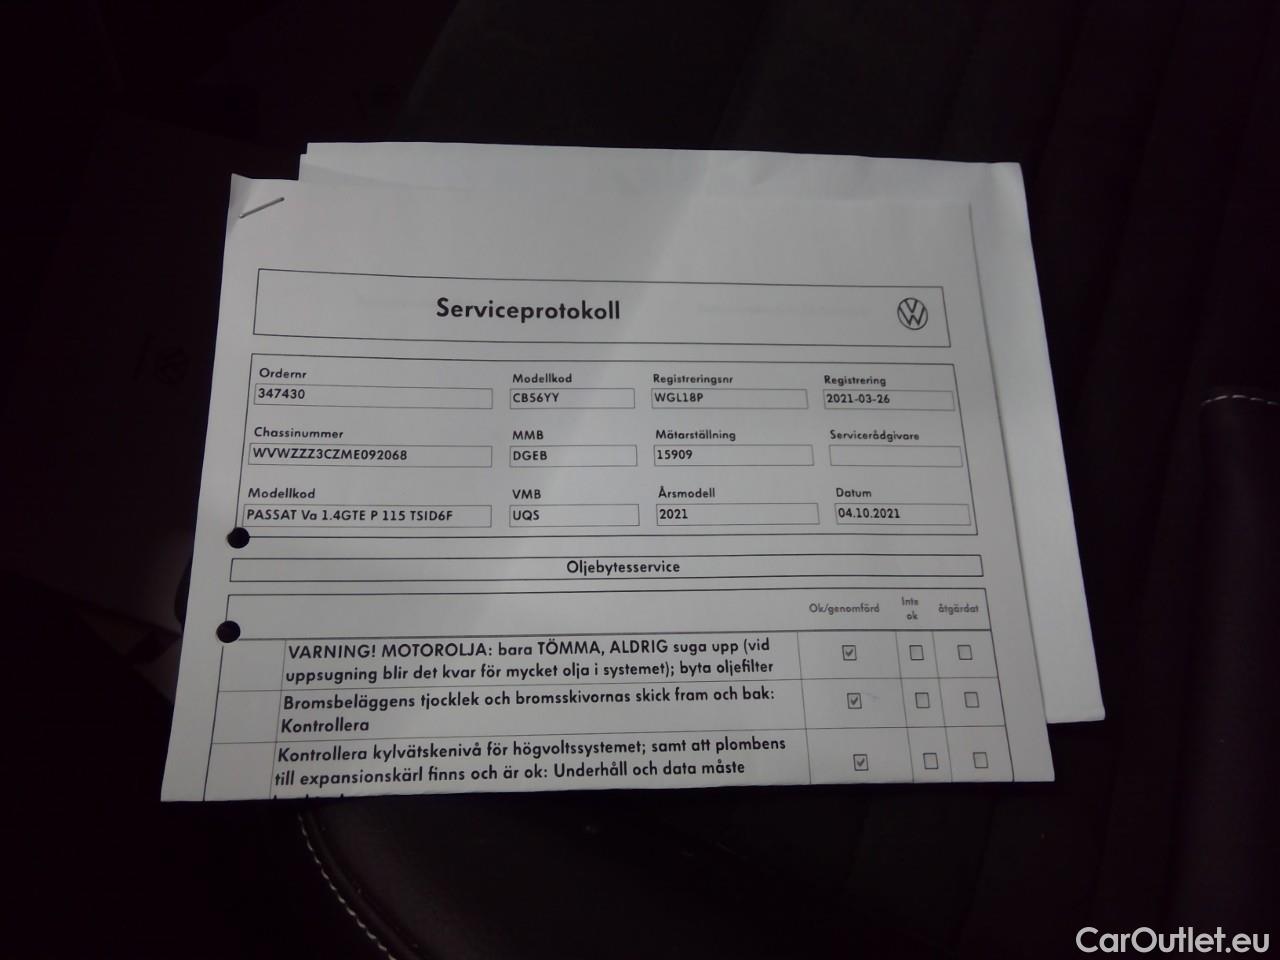 Serviceprotokoll
Ordernr Modellkod Registreringsnr Registrering
347430 CB56YY WGL18P 2021-03-26
Chassinummer MMB Mätarställning Servicerådgivare
WVWZZZ3CZME092068 DGEB 15909
Modellkod VMB Årsmodell Datum
PASSAT Va 1.4GTE P 115 TSID6F UQS 2021 04.10.2021
Oljebytesservice
Ok/genomförd Inte ok åtgärdat
VARNING! MOTOROLJA: bara TÖMMA, ALDRIG suga upp (vid
uppsugning blir det kvar för mycket olja i systemet); byta oljefilter
Bromsbeläggens tjocklek och bromsskivornas skick fram och bak:
Kontrollera
Kontrollera kylvätskenivå för högvoltssystemet; samt att plombens
till expansionskärl finns och är ok: Underhåll och data måste
CarOutlet.eu